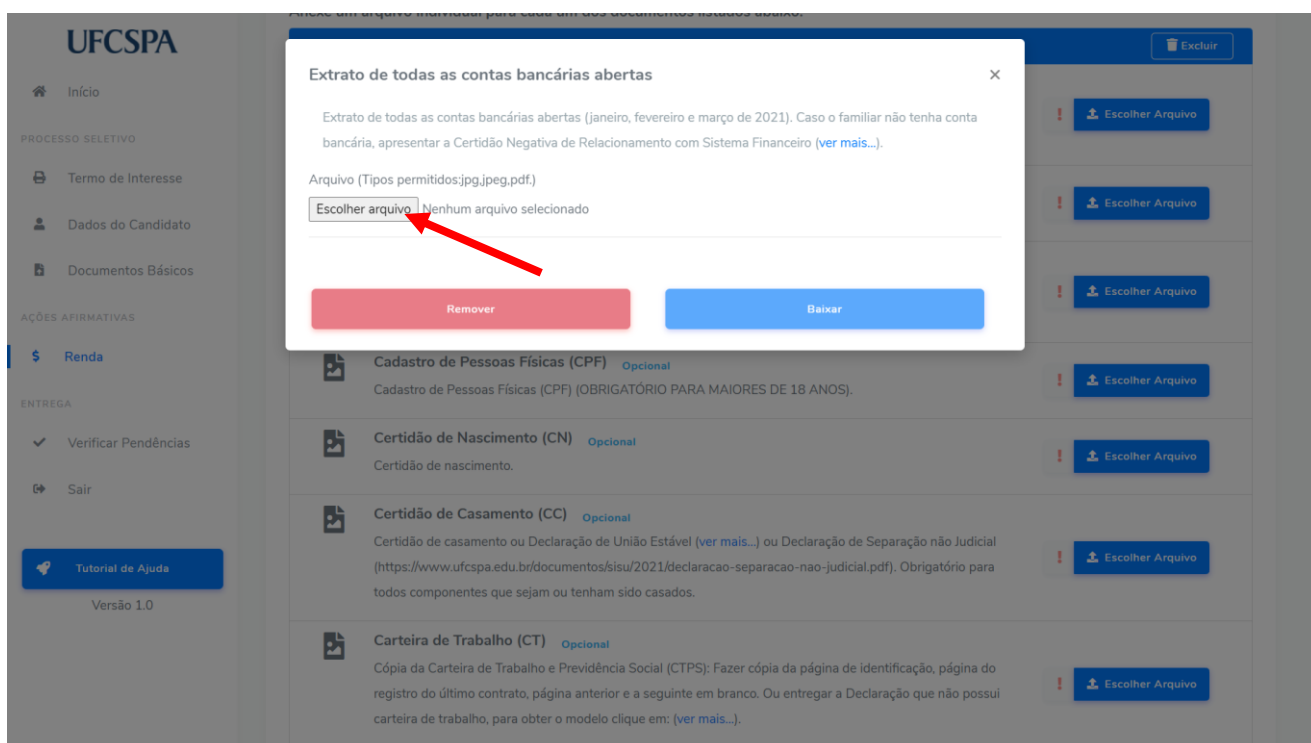 Anexe um arquivo individual para cada um dos documentos listados abaixo:
UFCSPA
Excluir
Início
PROCESSO SELETIVO
Termo de Interesse
Dados do Candidato
Documentos Básicos
AÇÕES AFIRMATIVAS
$ Renda
ENTREGA
Verificar Pendências
Sair
Tutorial de Ajuda
Versão 1.0
Extrato de todas as contas bancárias abertas ×
Extrato de todas as contas bancárias abertas (janeiro, fevereiro e março de 2021). Caso o familiar não tenha conta
bancária, apresentar a Certidão Negativa de Relacionamento com Sistema Financeiro (ver mais...).
Arquivo (Tipos permitidos:jpg,jpeg,pdf.)
Escolher arquivo Nenhum arquivo selecionado
Remover
Baixar
! Escolher Arquivo
! Escolher Arquivo
! Escolher Arquivo
Cadastro de Pessoas Físicas (CPF) Opcional
Cadastro de Pessoas Físicas (CPF) (OBRIGATÓRIO PARA MAIORES DE 18 ANOS).
! Escolher Arquivo
Certidão de Nascimento (CN) Opcional
Certidão de nascimento.
! Escolher Arquivo
Certidão de Casamento (CC) Opcional
Certidão de casamento ou Declaração de União Estável (ver mais...) ou Declaração de Separação não Judicial
(https://www.ufcspa.edu.br/documentos/sisu/2021/declaracao-separacao-nao-judicial.pdf). Obrigatório para
todos componentes que sejam ou tenham sido casados.
! Escolher Arquivo
Carteira de Trabalho (CT) Opcional
Cópia da Carteira de Trabalho e Previdência Social (CTPS): Fazer cópia da página de identificação, página do
registro do último contrato, página anterior e a seguinte em branco. Ou entregar a Declaração que não possui
carteira de trabalho, para obter o modelo clique em: (ver mais...).
! Escolher Arquivo